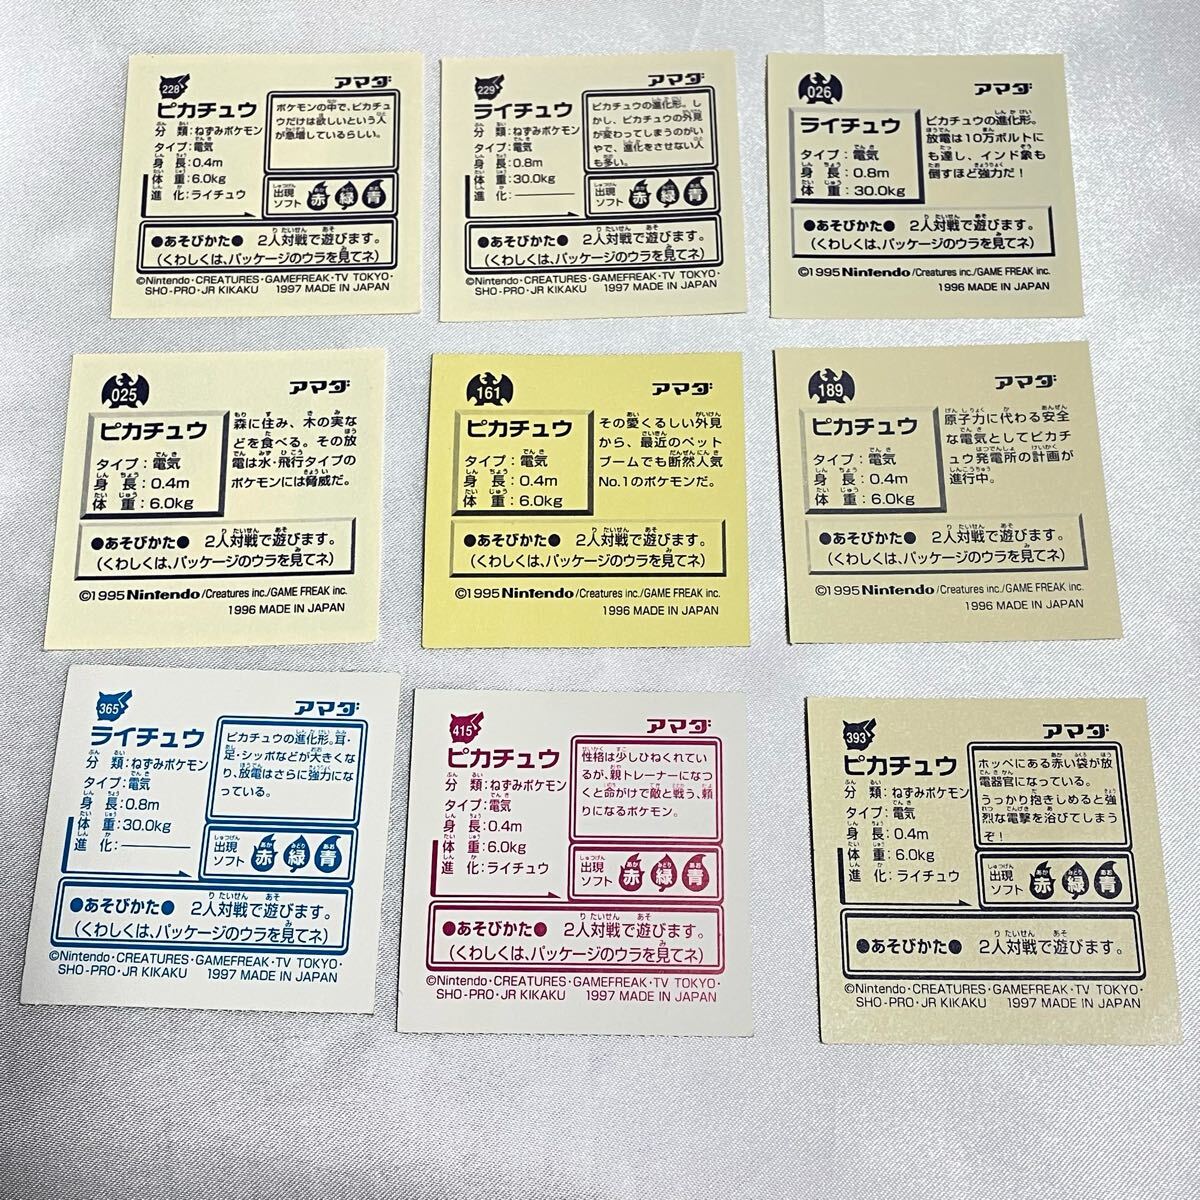 228
アマダ
ピカチュウ
分類:ねずみポケモン
タイプ:電気
身長:0.4m
体重:6.0kg
進化:ライチュウ
ポケモンの中で、ピカチュ
ウだけは欲しいという人
が急増しているらしい。
出現
ソフト
赤 緑 青
●あそびかた● 2人対戦で遊びます。
(くわしくは、パッケージのウラを見てネ)
©Nintendo・CREATURES・GAMEFREAK・TV TOKYO・
SHO-PRO・JR KIKAKU 1997 MADE IN JAPAN
229
アマダ
ライチュウ
分類:ねずみポケモン
タイプ:電気
身長:0.8m
体重:30.0kg
進化:―――
ピカチュウの進化形。し
かし、ピカチュウの外見
が変わってしまうのがい
やで、進化をさせない人
も多い。
出現
ソフト
赤 緑 青
●あそびかた● 2人対戦で遊びます。
(くわしくは、パッケージのウラを見てネ)
©Nintendo・CREATURES・GAMEFREAK・TV TOKYO・
SHO-PRO・JR KIKAKU 1997 MADE IN JAPAN
026
アマダ
ライチュウ
タイプ:電気
身長:0.8m
体重:30.0kg
ピカチュウの進化形。
放電は10万ボルトに
も達し、インド象も
倒すほど強力だ!
●あそびかた● 2人対戦で遊びます。
(くわしくは、パッケージのウラを見てネ)
©1995 Nintendo/Creatures inc./GAME FREAK inc.
1996 MADE IN JAPAN
025
アマダ
ピカチュウ
タイプ:電気
身長:0.4m
体重:6.0kg
森に住み、木の実な
どを食べる。その放
電は水・飛行タイプの
ポケモンには脅威だ。
●あそびかた● 2人対戦で遊びます。
(くわしくは、パッケージのウラを見てネ)
©1995 Nintendo/Creatures inc./GAME FREAK inc.
1996 MADE IN JAPAN
161
アマダ
ピカチュウ
タイプ:電気
身長:0.4m
体重:6.0kg
その愛くるしい外見
から、最近のペット
ブームでも断然人気
No.1のポケモンだ。
●あそびかた● 2人対戦で遊びます。
(くわしくは、パッケージのウラを見てネ)
©1995 Nintendo/Creatures inc./GAME FREAK inc.
1996 MADE IN JAPAN
189
アマダ
ピカチュウ
タイプ:電気
身長:0.4m
体重:6.0kg
原子力に代わる安全
な電気としてピカチ
ュウ発電所の計画が
進行中。
●あそびかた● 2人対戦で遊びます。
(くわしくは、パッケージのウラを見てネ)
©1995 Nintendo/Creatures inc./GAME FREAK inc.
1996 MADE IN JAPAN
365
アマダ
ライチュウ
分類:ねずみポケモン
タイプ:電気
身長:0.8m
体重:30.0kg
進化:―――
ピカチュウの進化形。耳・
足・シッポなどが大きくな
り、放電はさらに強力にな
っている。
出現
ソフト
赤 緑 青
●あそびかた● 2人対戦で遊びます。
(くわしくは、パッケージのウラを見てネ)
©Nintendo・CREATURES・GAMEFREAK・TV TOKYO・
SHO-PRO・JR KIKAKU 1997 MADE IN JAPAN
415
アマダ
ピカチュウ
分類:ねずみポケモン
タイプ:電気
身長:0.4m
体重:6.0kg
進化:ライチュウ
性格は少しひねくれてい
るが、親トレーナーになつ
くと命がけで敵と戦う、頼
りになるポケモン。
出現
ソフト
赤 緑 青
●あそびかた● 2人対戦で遊びます。
(くわしくは、パッケージのウラを見てネ)
©Nintendo・CREATURES・GAMEFREAK・TV TOKYO・
SHO-PRO・JR KIKAKU 1997 MADE IN JAPAN
393
アマダ
ピカチュウ
分類:ねずみポケモン
タイプ:電気
身長:0.4m
体重:6.0kg
進化:ライチュウ
ホッペにある赤い袋が放
電器官になっている。
うっかり抱きしめると強
烈な電撃を浴びてしまう
ぞ!
出現
ソフト
赤 緑 青
●あそびかた● 2人対戦で遊びます。
©Nintendo・CREATURES・GAMEFREAK・TV TOKYO・
SHO-PRO・JR KIKAKU 1997 MADE IN JAPAN